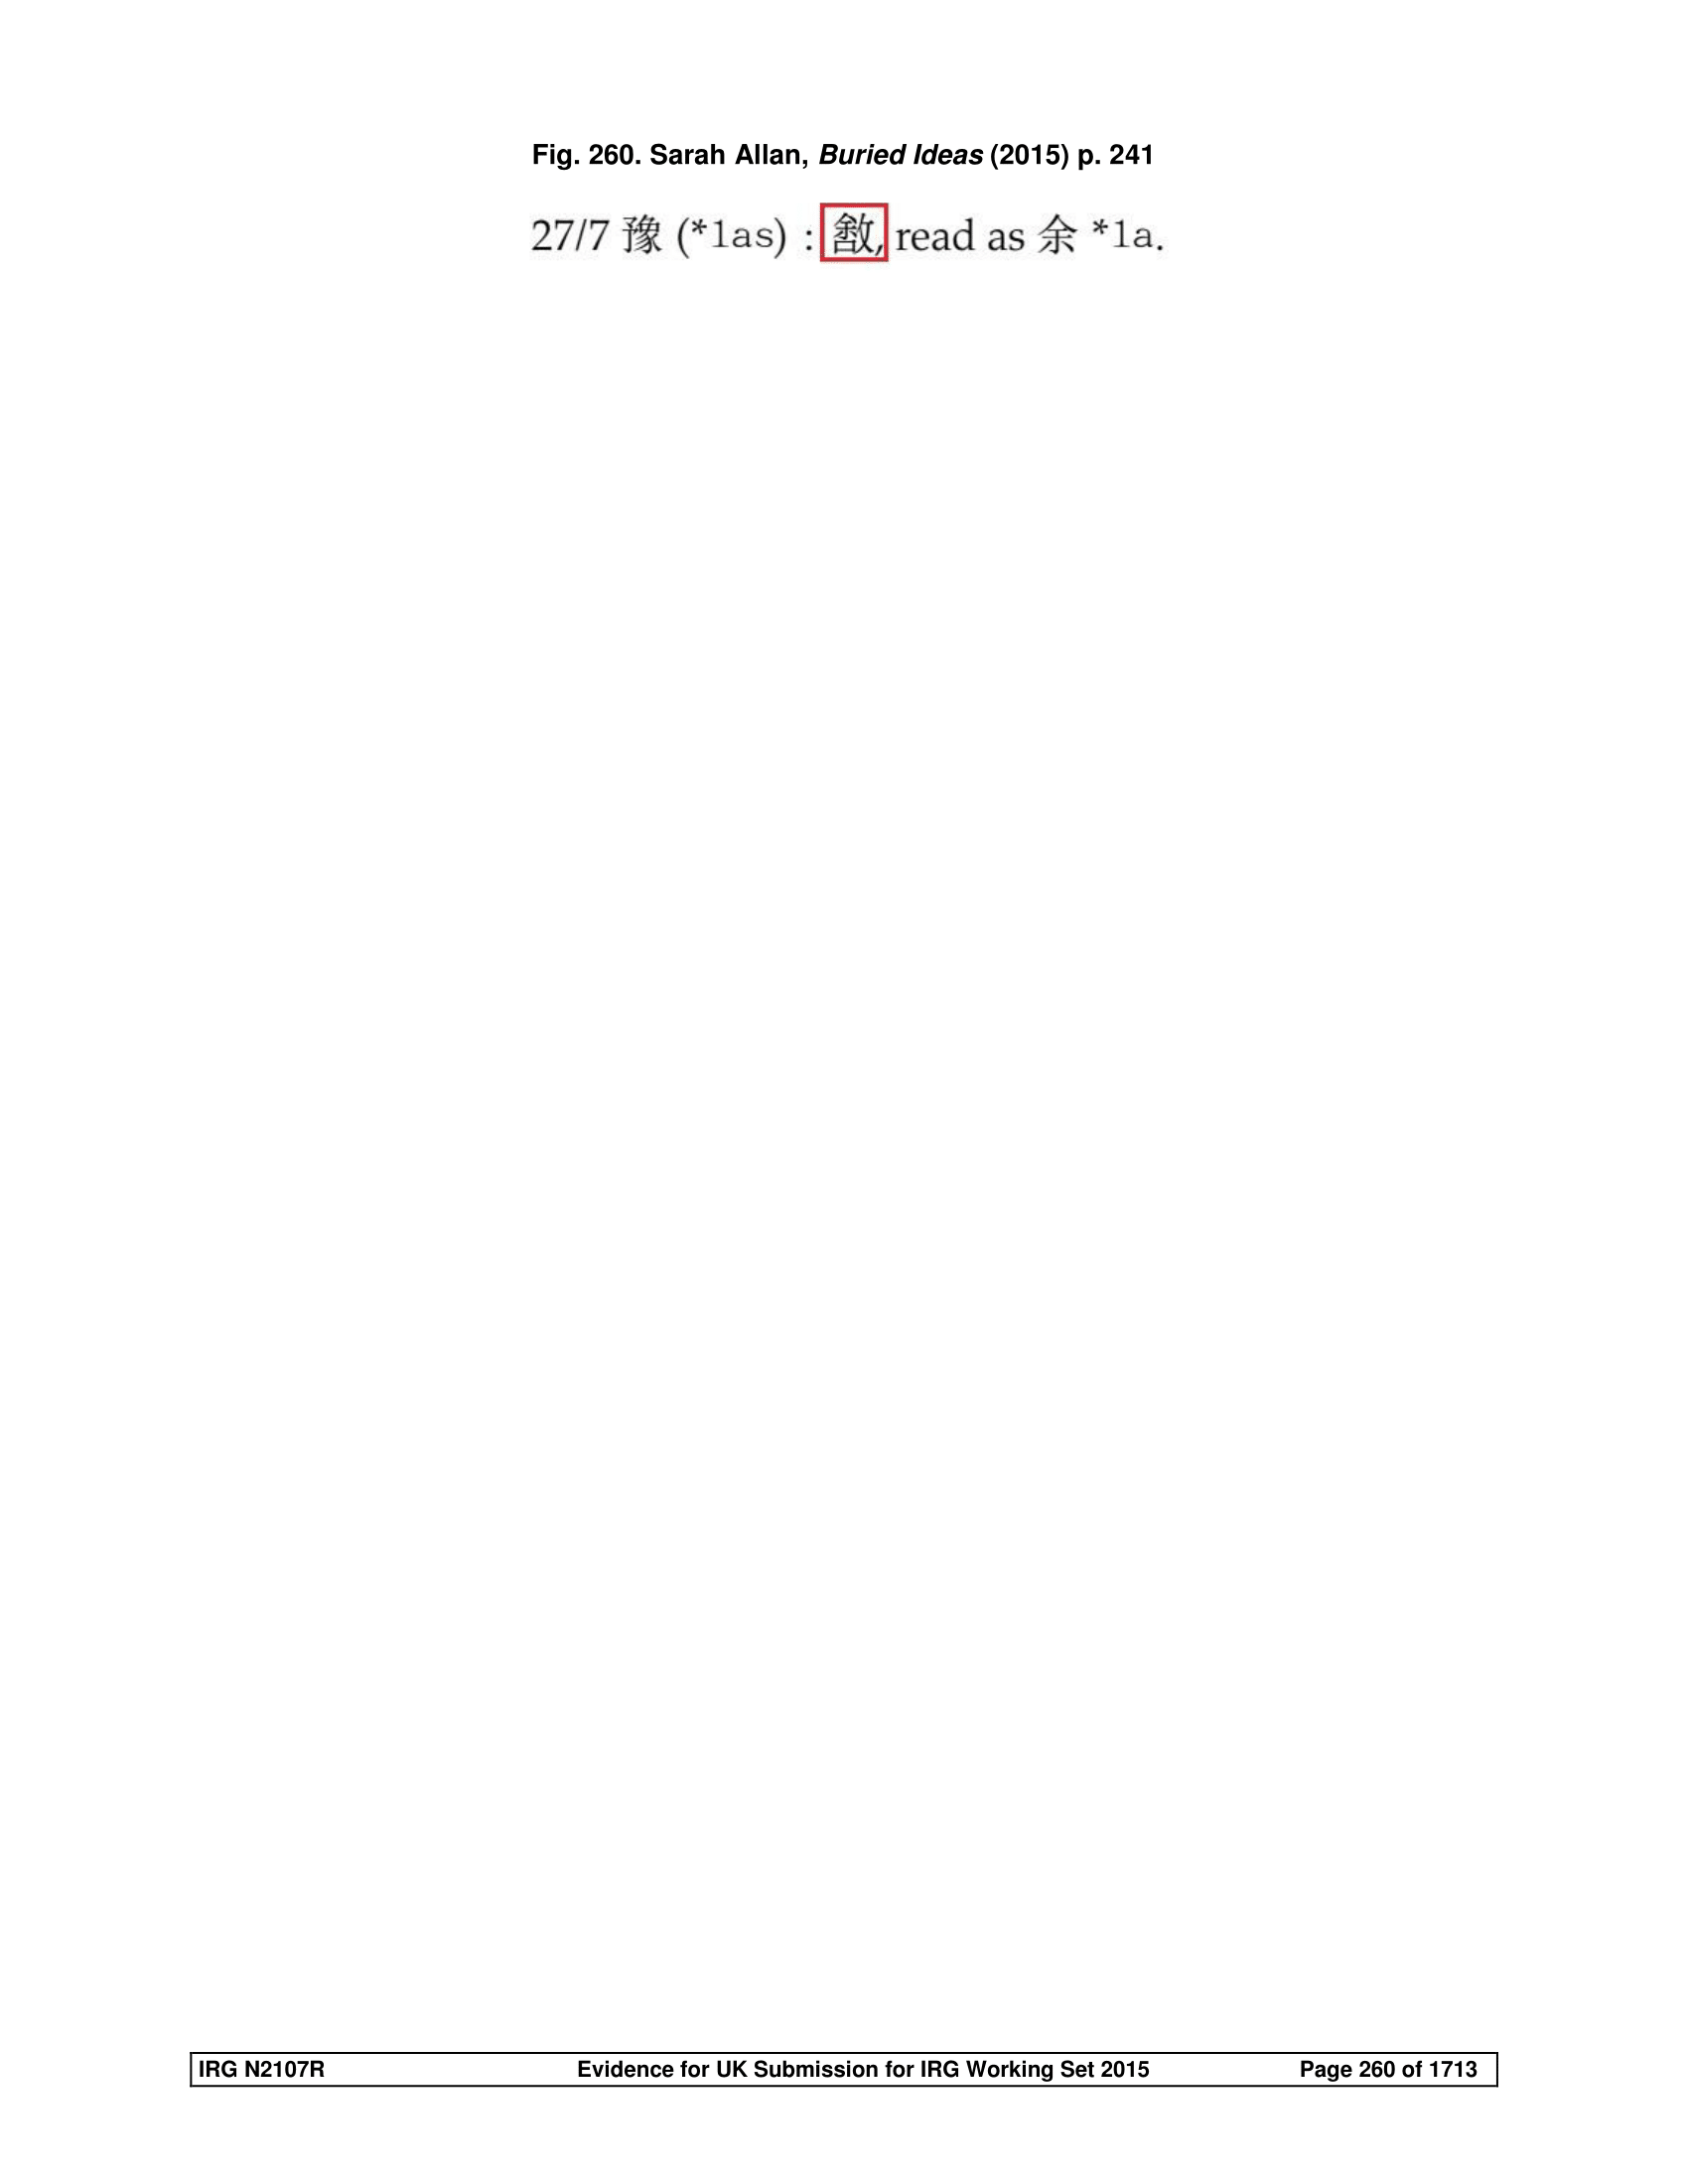 Fig. 260. Sarah Allan, Buried Ideas (2015) p. 241
27/7 豫 (*las) : , read as 余 *la.
IRG N2107R Evidence for UK Submission for IRG Working Set 2015 Page 260 of 1713